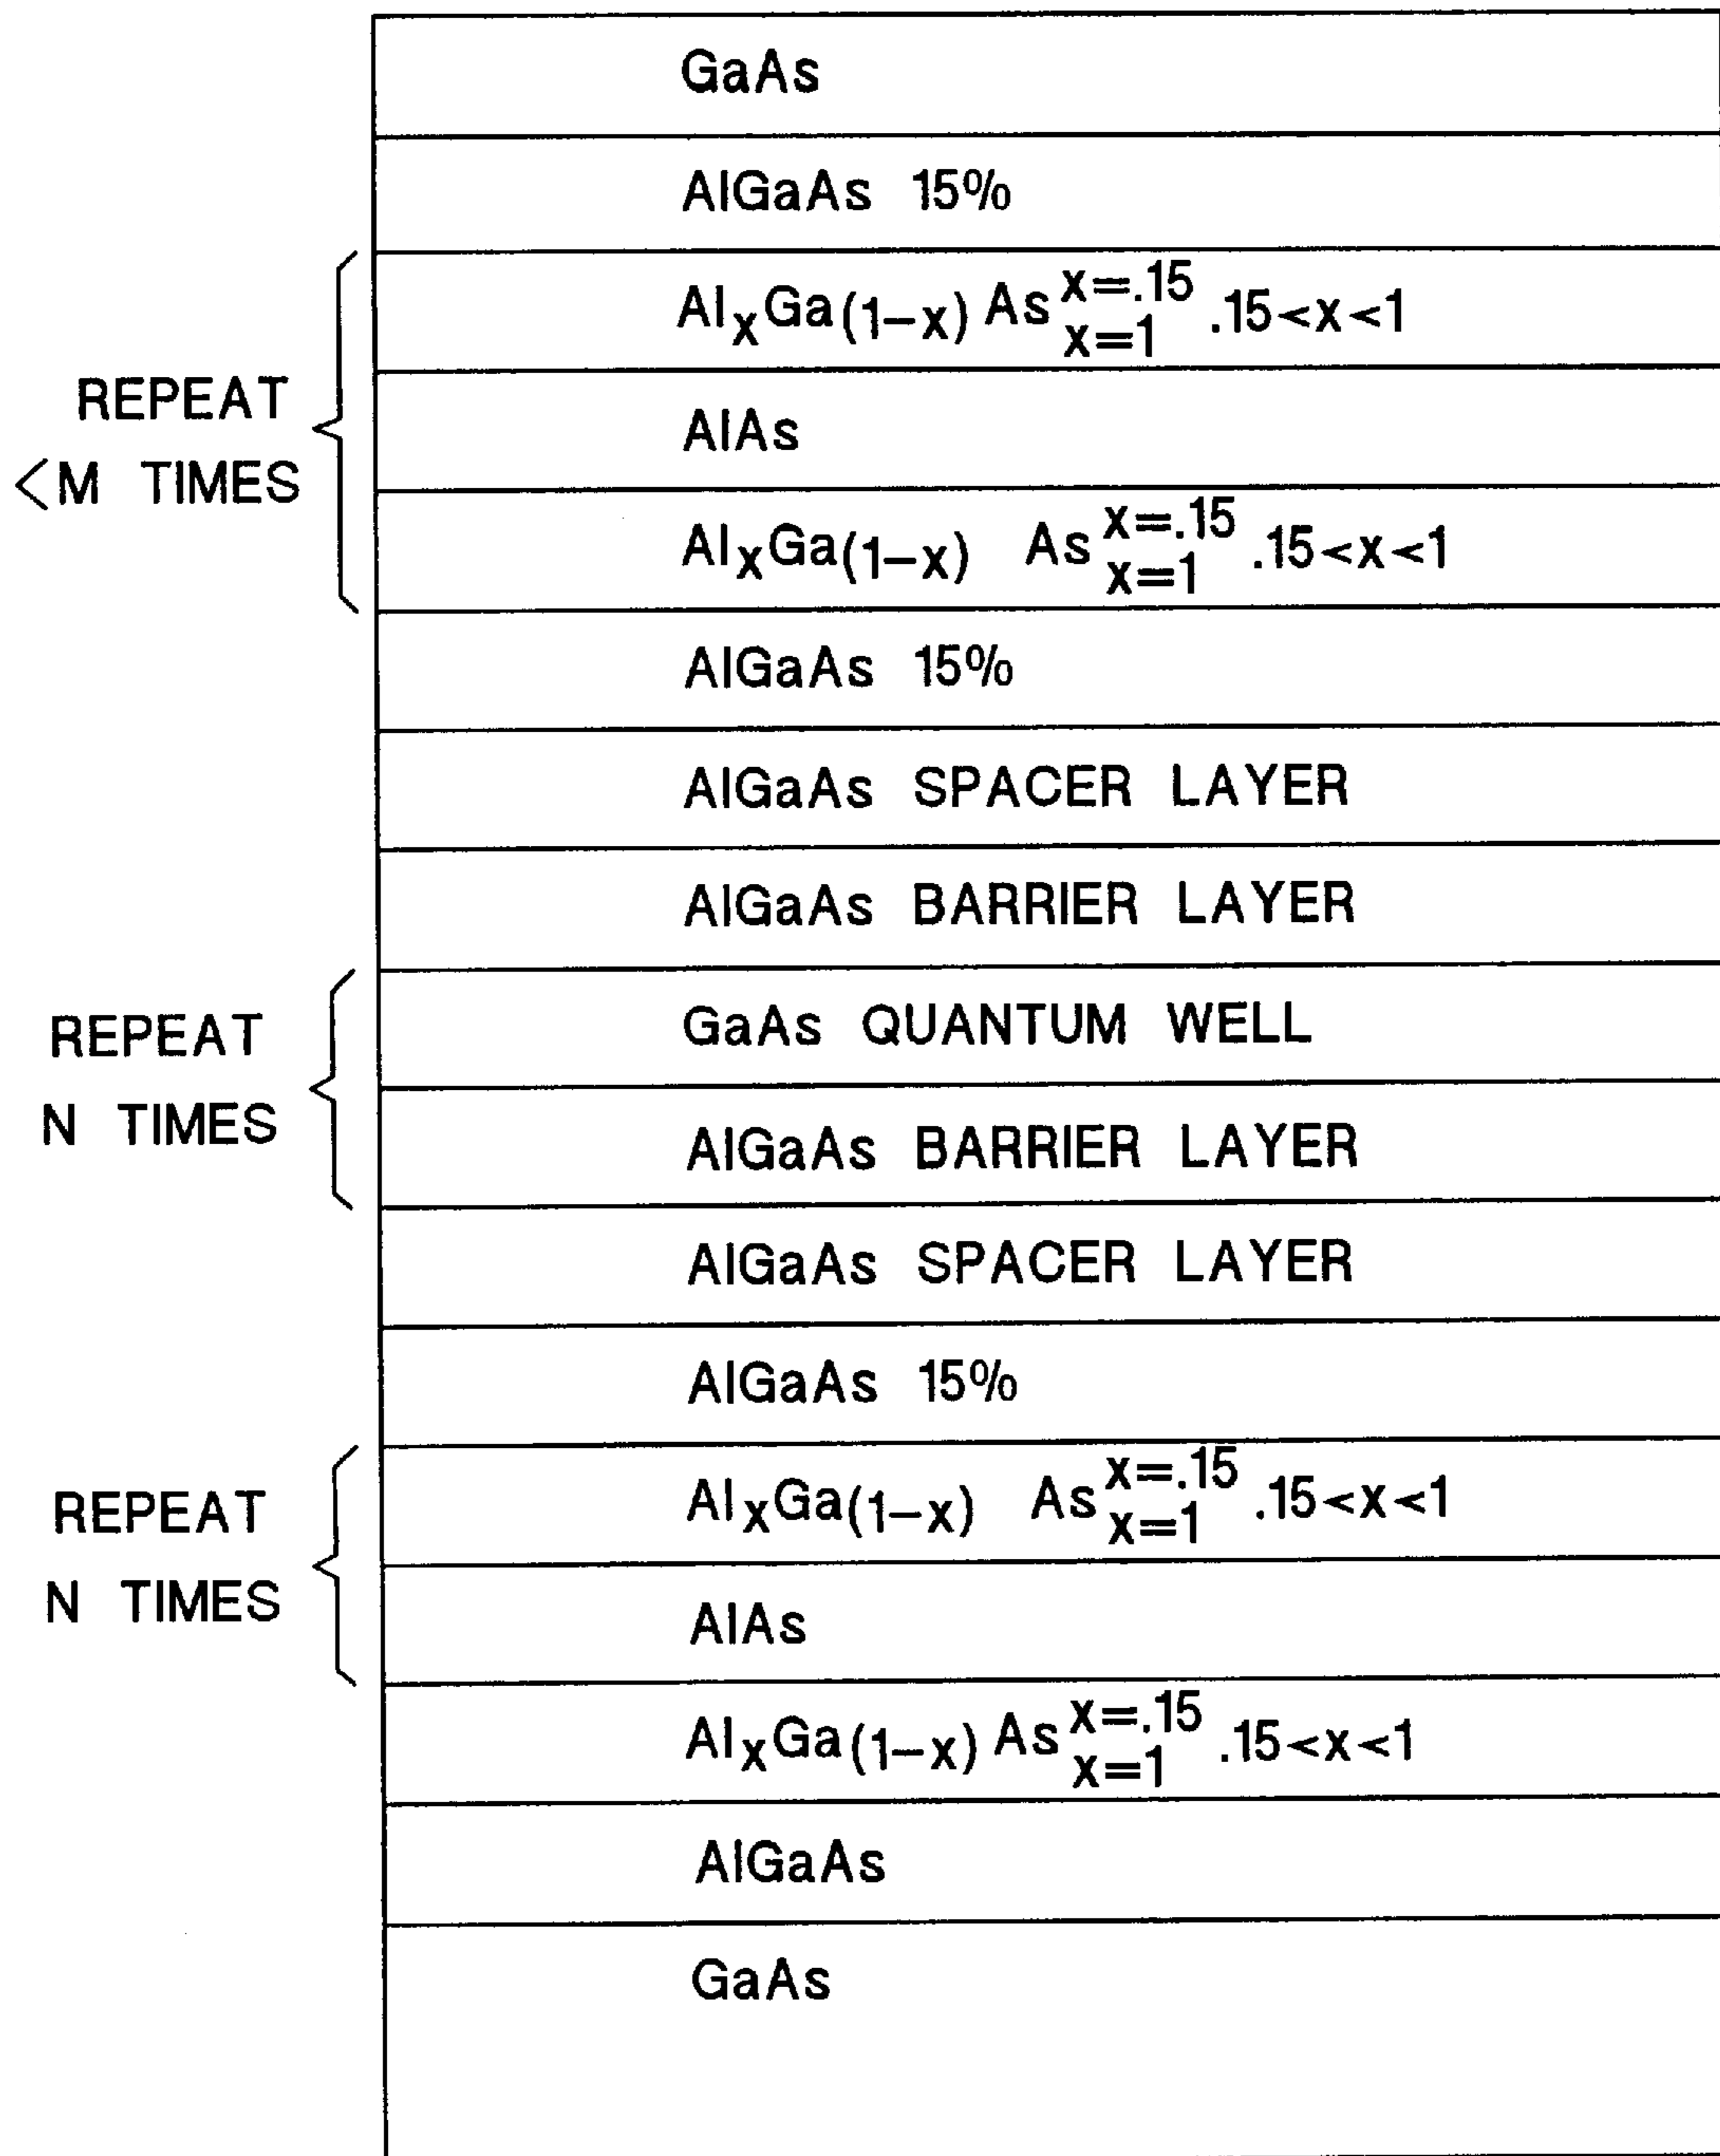 GaAs
AlGaAs 15%
AlxGa(1-x) As x=.15 x=1 .15<x<1
REPEAT
<M TIMES
AlAs
AlxGa(1-x) As x=.15 x=1 .15<x<1
AlGaAs 15%
AlGaAs SPACER LAYER
AlGaAs BARRIER LAYER
REPEAT
N TIMES
GaAs QUANTUM WELL
AlGaAs BARRIER LAYER
AlGaAs SPACER LAYER
AlGaAs 15%
AlxGa(1-x) As x=.15 x=1 .15<x<1
REPEAT
N TIMES
AlAs
AlxGa(1-x) As x=.15 x=1 .15<x<1
AlGaAs
GaAs